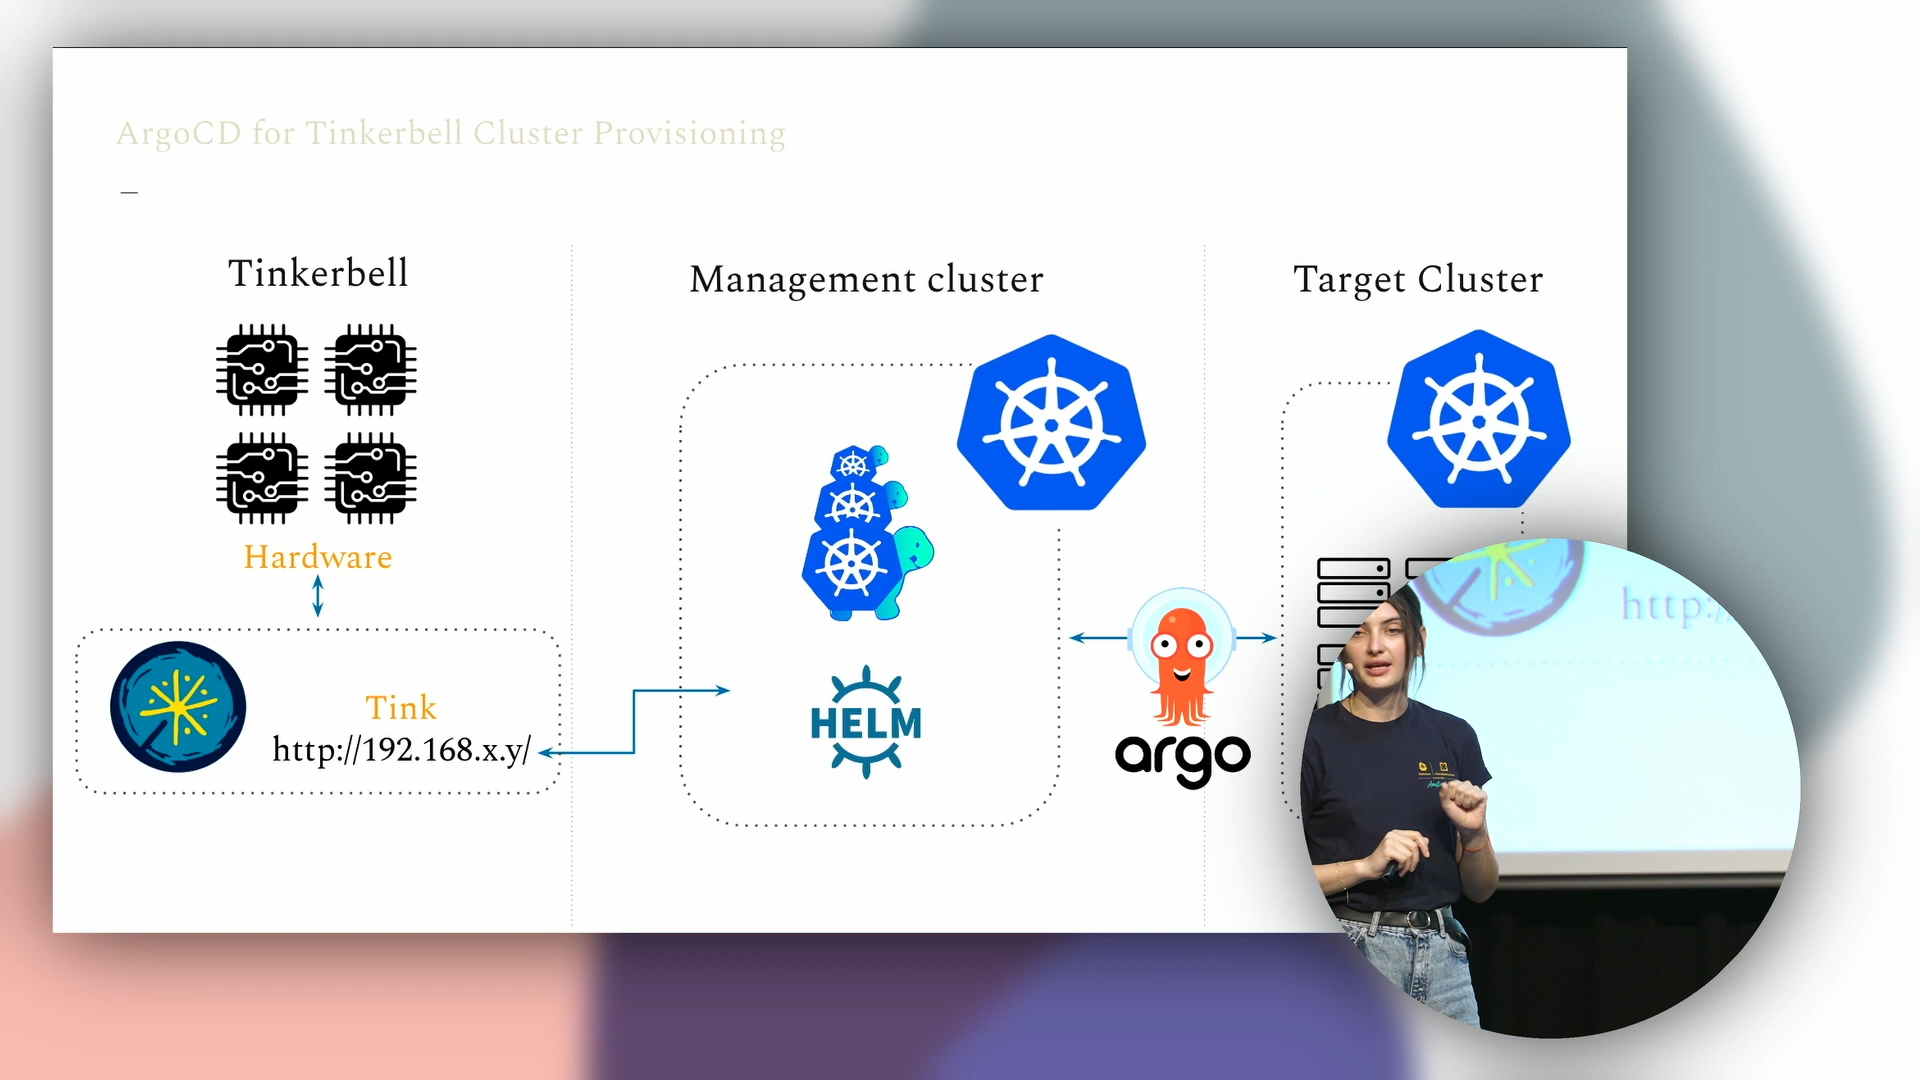 ArgoCD for Tinkerbell Cluster Provisioning
Tinkerbell
Management cluster
Target Cluster
Hardware
Tink
http://192.168.x.y/
HELM
argo
http:/